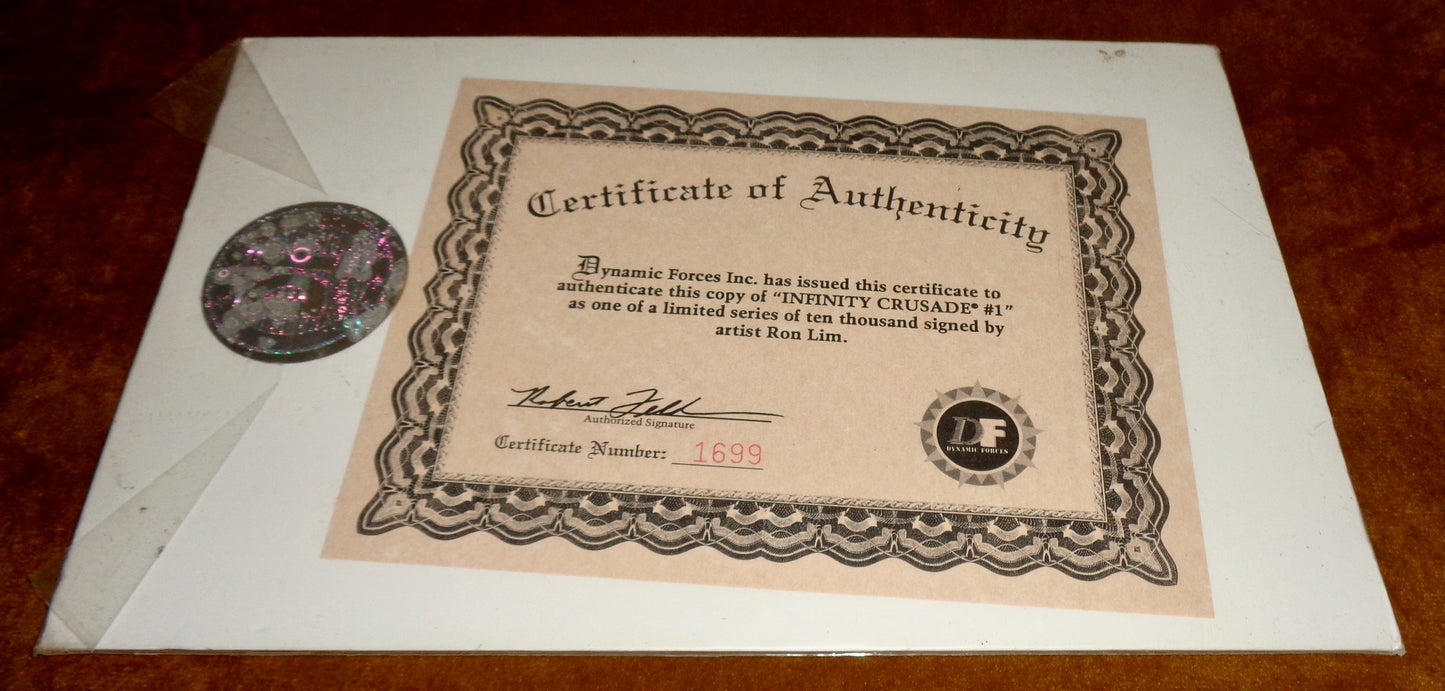 Certificate of Authenticity
Dynamic Forces Inc. has issued this certificate to
authenticate this copy of “INFINITY CRUSADE® #1”
as one of a limited series of ten thousand signed by
artist Ron Lim.
Authorized Signature
Certificate Number: 1699
DF
DYNAMIC FORCES